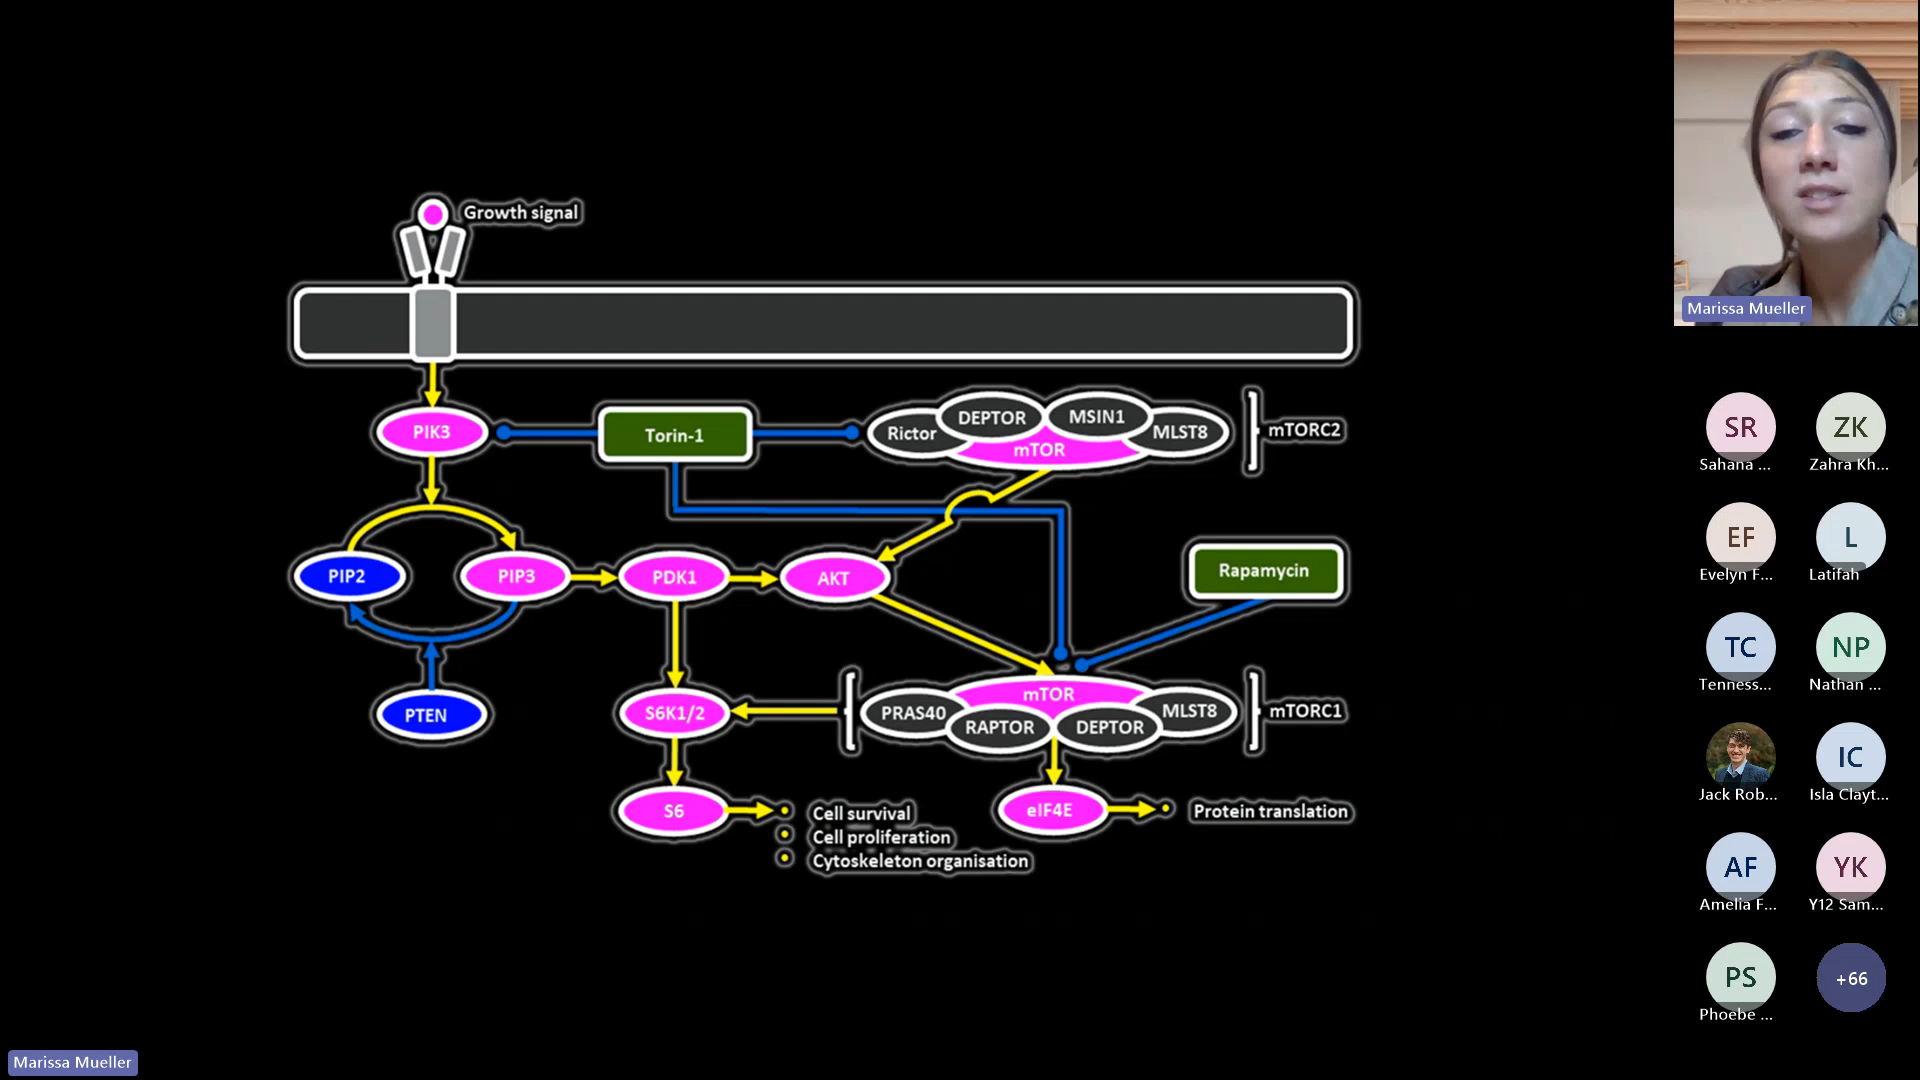 Growth signal
PIK3
Torin-1
Rictor
DEPTOR
MSIN1
MLST8
mTOR
mTORC2
PIP2
PIP3
PDK1
AKT
Rapamycin
PTEN
S6K1/2
PRAS40
mTOR
RAPTOR
DEPTOR
MLST8
mTORC1
S6
Cell survival
Cell proliferation
Cytoskeleton organisation
eIF4E
Protein translation
Marissa Mueller
SR
Sahana ...
ZK
Zahra Kh...
EF
Evelyn F...
L
Latifah
TC
Tenness...
NP
Nathan ...
Jack Rob...
IC
Isla Clayt...
AF
Amelia F...
YK
Y12 Sam...
PS
Phoebe ...
+66
Marissa Mueller